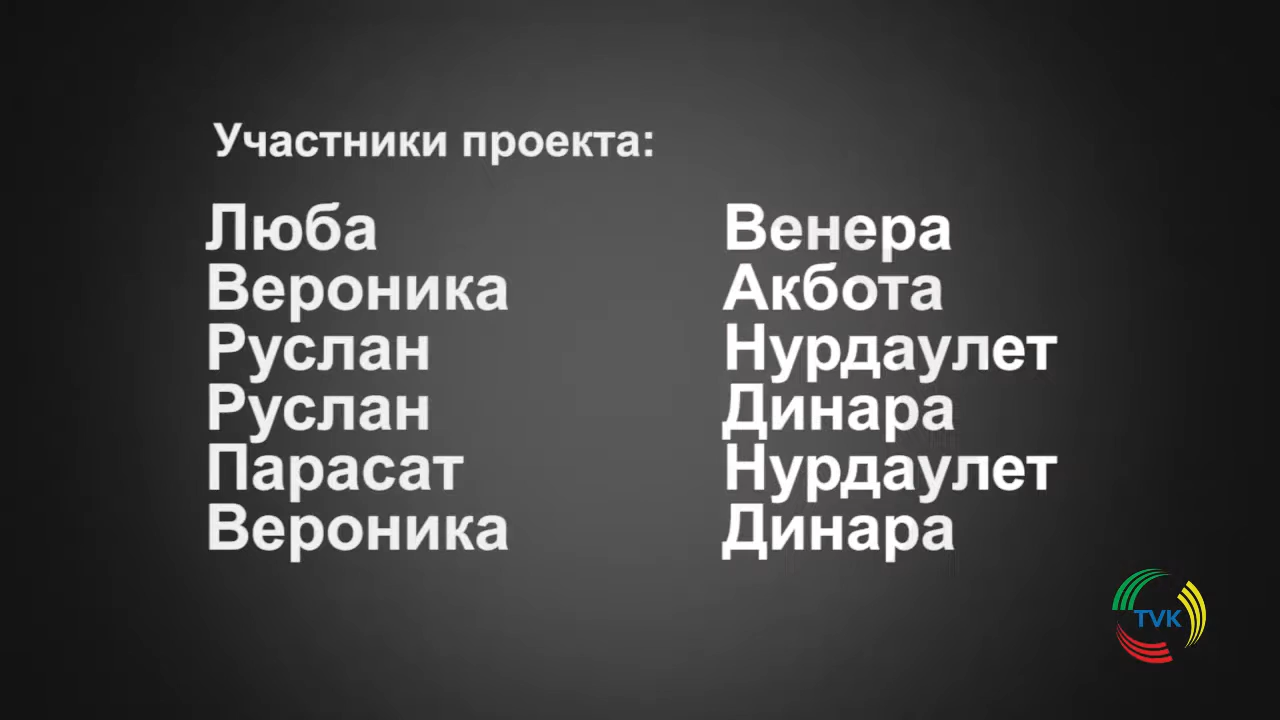 Участники проекта:
Люба
Вероника
Руслан
Руслан
Парасат
Вероника
Венера
Акбота
Нурдаулет
Динара
Нурдаулет
Динара
TVK